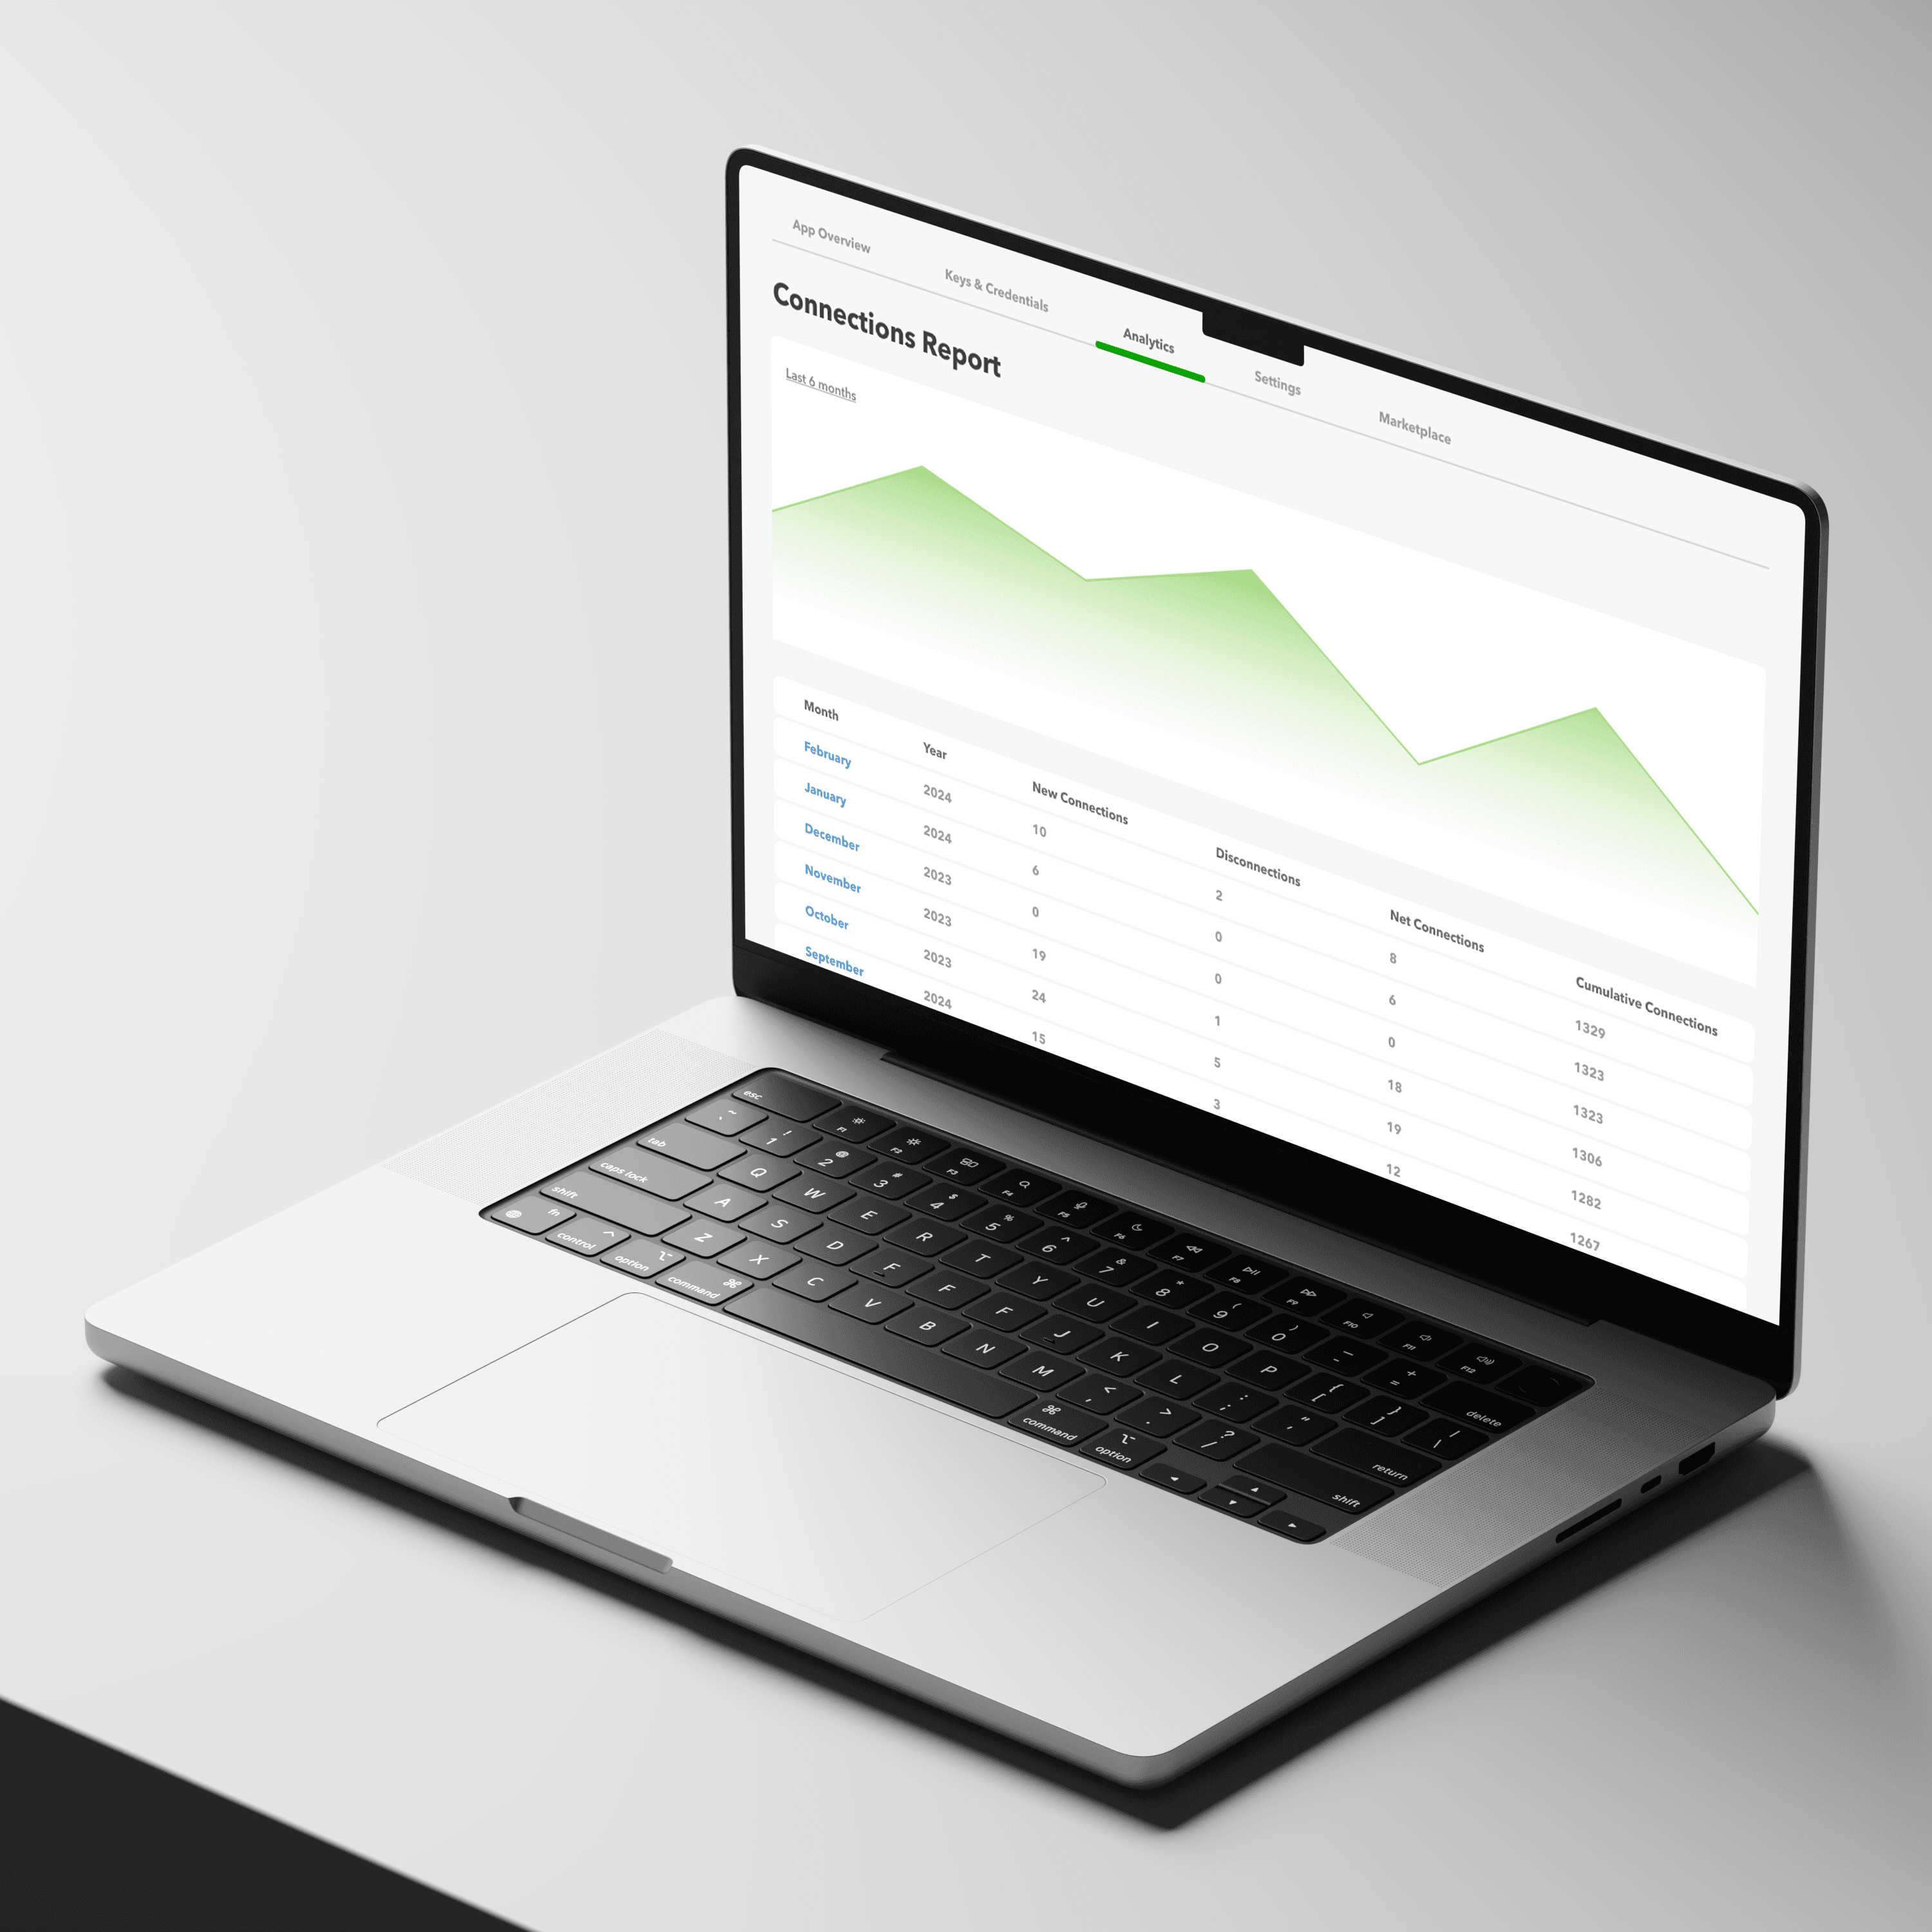 App Overview
Keys & Credentials
Analytics
Settings
Marketplace
Connections Report
Last 6 months
Month Year New Connections Disconnections Net Connections Cumulative Connections
February 2024 10 2 8 1329
January 2024 6 0 6 1323
December 2023 0 0 0 1323
November 2023 19 1 18 1306
October 2023 24 5 19 1282
September 2024 15 3 12 1267
esc F1 F2 F3 F4 F5 F6 F7 F8 F9 F10 F11 F12
~ ` ! 1 @ 2 # 3 $ 4 % 5 ^ 6 & 7 * 8 ( 9 ) 0 _ - + = delete
tab Q W E R T Y U I O P { [ } ] | \
caps lock A S D F F F J K L : ; " ' return
shift Z X C V B N M < , > . ? / shift
fn control option command command option